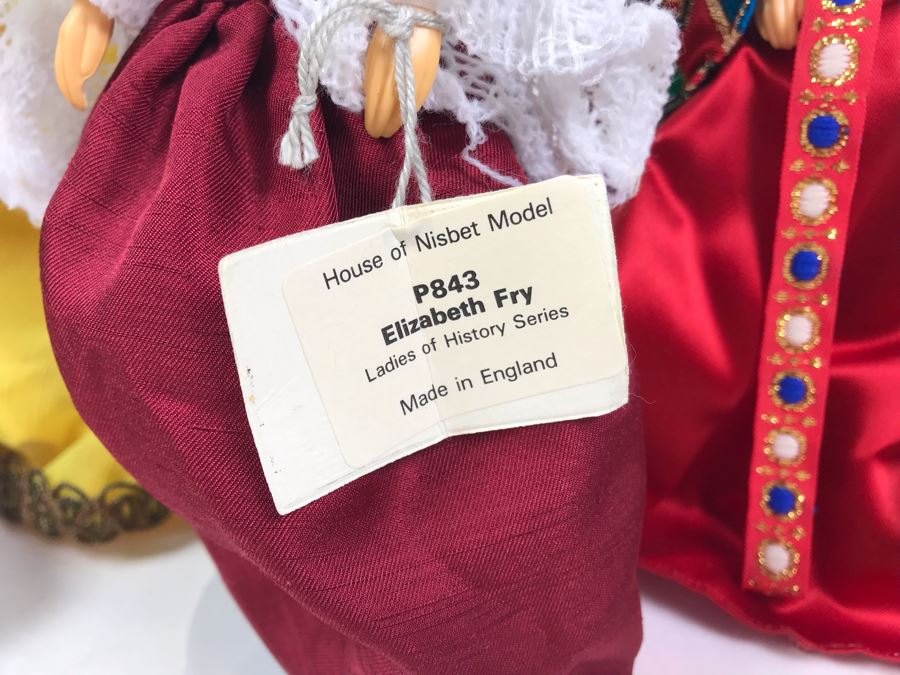 House of Nisbet Model
P843
Elizabeth Fry
Ladies of History Series
Made in England